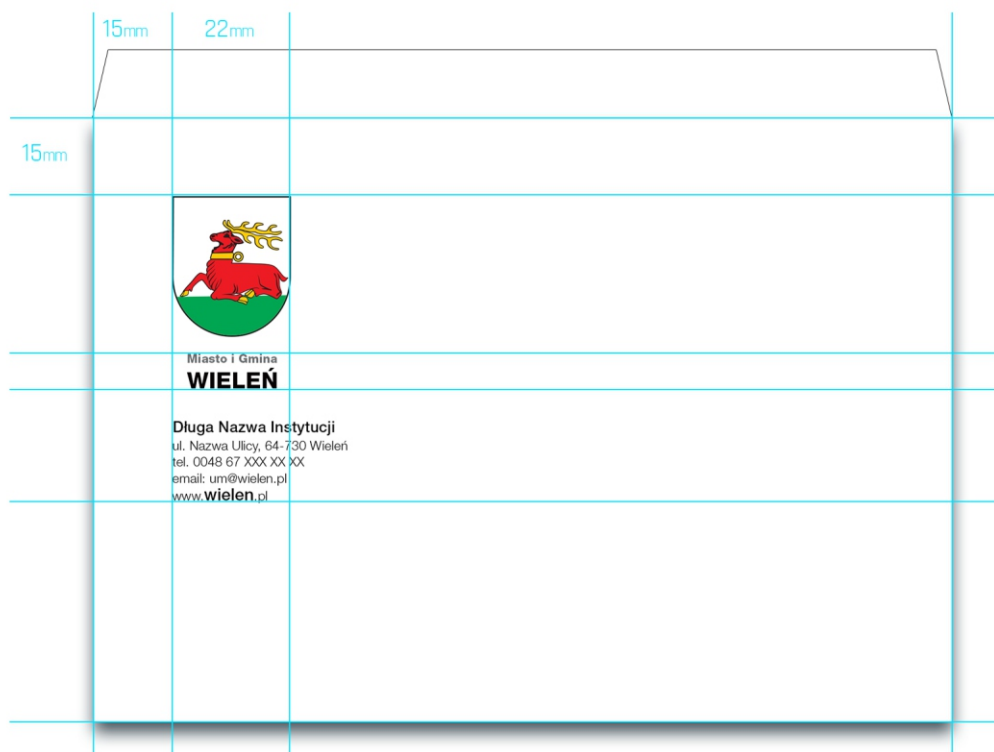 15mm 22mm
15mm
Miasto i Gmina
WIELEŃ
Długa Nazwa Instytucji
ul. Nazwa Ulicy, 64-730 Wieleń
tel. 0048 67 XXX XX XX
email: um@wielen.pl
www.wielen.pl